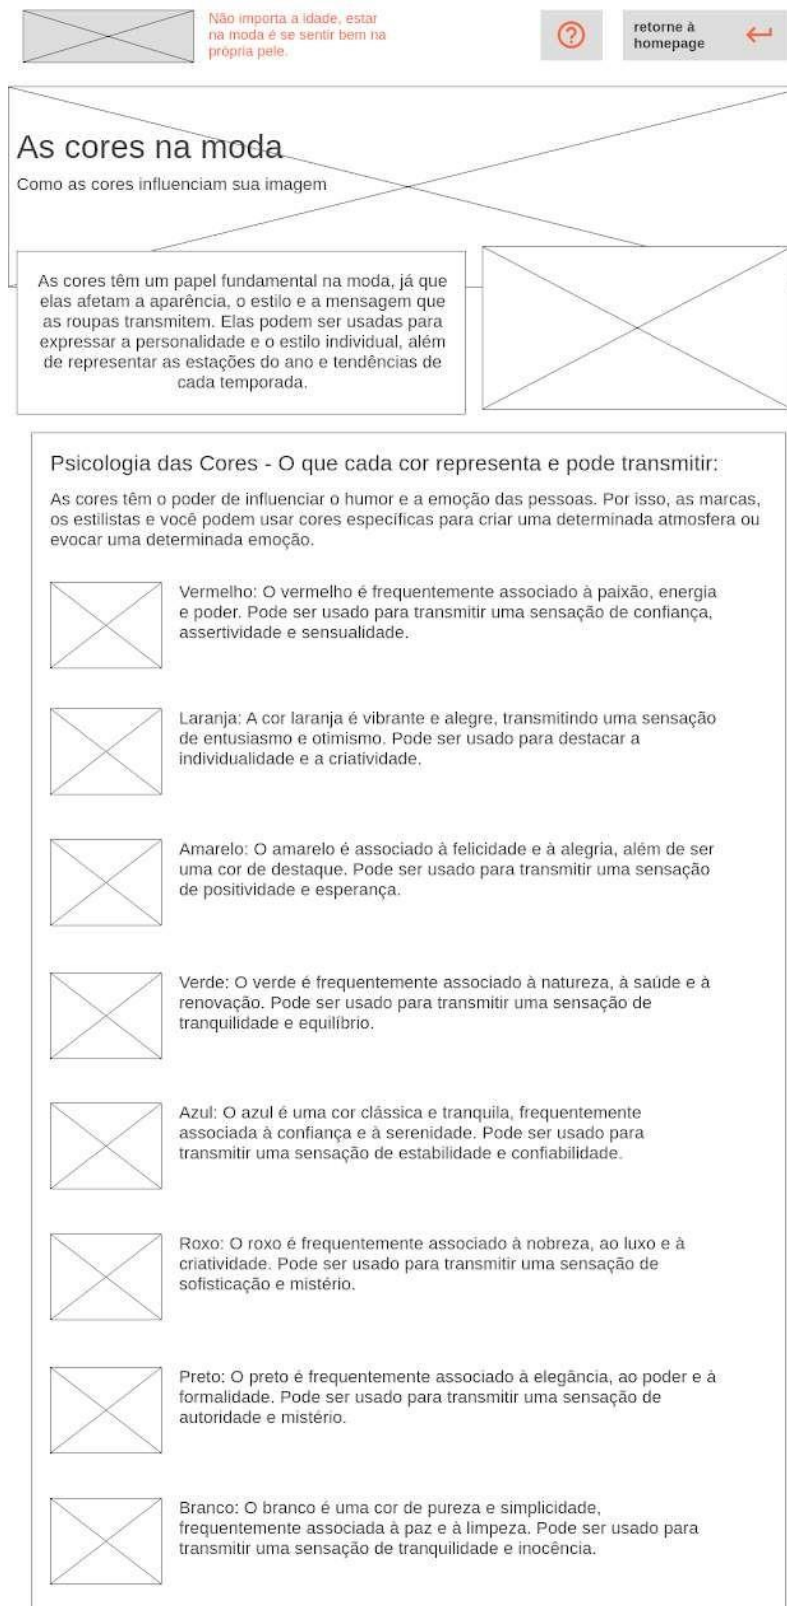 Não importa a idade, estar
na moda é se sentir bem na
própria pele.
retorne à
homepage
As cores na moda
Como as cores influenciam sua imagem
As cores têm um papel fundamental na moda, já que
elas afetam a aparência, o estilo e a mensagem que
as roupas transmitem. Elas podem ser usadas para
expressar a personalidade e o estilo individual, além
de representar as estações do ano e tendências de
cada temporada.
Psicologia das Cores - O que cada cor representa e pode transmitir:
As cores têm o poder de influenciar o humor e a emoção das pessoas. Por isso, as marcas,
os estilistas e você podem usar cores específicas para criar uma determinada atmosfera ou
evocar uma determinada emoção.
Vermelho: O vermelho é frequentemente associado à paixão, energia
e poder. Pode ser usado para transmitir uma sensação de confiança,
assertividade e sensualidade.
Laranja: A cor laranja é vibrante e alegre, transmitindo uma sensação
de entusiasmo e otimismo. Pode ser usado para destacar a
individualidade e a criatividade.
Amarelo: O amarelo é associado à felicidade e à alegria, além de ser
uma cor de destaque. Pode ser usado para transmitir uma sensação
de positividade e esperança.
Verde: O verde é frequentemente associado à natureza, à saúde e à
renovação. Pode ser usado para transmitir uma sensação de
tranquilidade e equilíbrio.
Azul: O azul é uma cor clássica e tranquila, frequentemente
associada à confiança e à serenidade. Pode ser usado para
transmitir uma sensação de estabilidade e confiabilidade.
Roxo: O roxo é frequentemente associado à nobreza, ao luxo e à
criatividade. Pode ser usado para transmitir uma sensação de
sofisticação e mistério.
Preto: O preto é frequentemente associado à elegância, ao poder e à
formalidade. Pode ser usado para transmitir uma sensação de
autoridade e mistério.
Branco: O branco é uma cor de pureza e simplicidade,
frequentemente associada à paz e à limpeza. Pode ser usado para
transmitir uma sensação de tranquilidade e inocência.